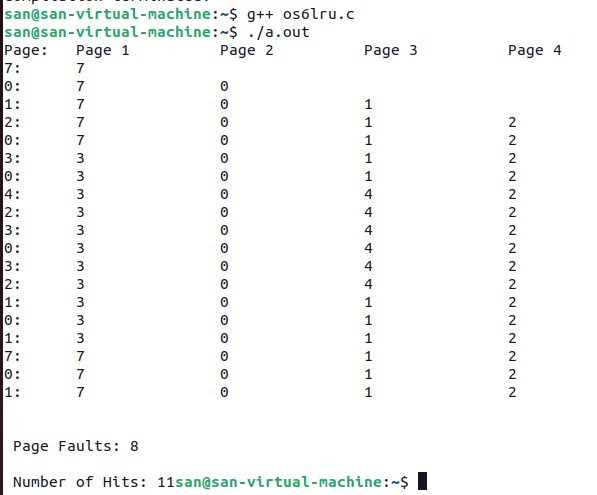 san@san-virtual-machine:~$ g++ os6lru.c
san@san-virtual-machine:~$ ./a.out
Page: Page 1 Page 2 Page 3 Page 4
7: 7
0: 7 0
1: 7 0 1
2: 7 0 1 2
0: 7 0 1 2
3: 3 0 1 2
0: 3 0 1 2
4: 3 0 4 2
2: 3 0 4 2
3: 3 0 4 2
0: 3 0 4 2
3: 3 0 4 2
2: 3 0 4 2
1: 3 0 1 2
0: 3 0 1 2
1: 3 0 1 2
7: 7 0 1 2
0: 7 0 1 2
1: 7 0 1 2
Page Faults: 8
Number of Hits: 11san@san-virtual-machine:~$